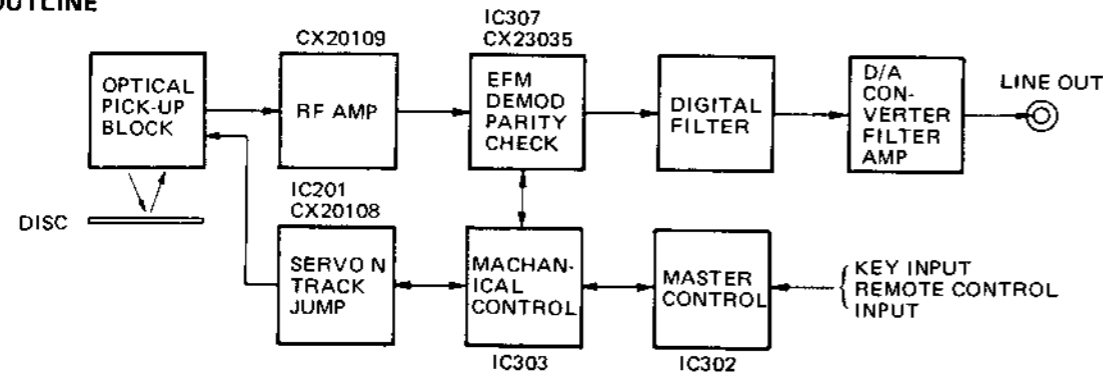 OUTLINE
OPTICAL
PICK-UP
BLOCK
DISC
CX20109
RF AMP
IC307
CX23035
EFM
DEMOD
PARITY
CHECK
DIGITAL
FILTER
D/A
CON-
VERTER
FILTER
AMP
LINE OUT
IC201
CX20108
SERVO N
TRACK
JUMP
MACHAN-
ICAL
CONTROL
IC303
MASTER
CONTROL
IC302
KEY INPUT
REMOTE CONTROL
INPUT